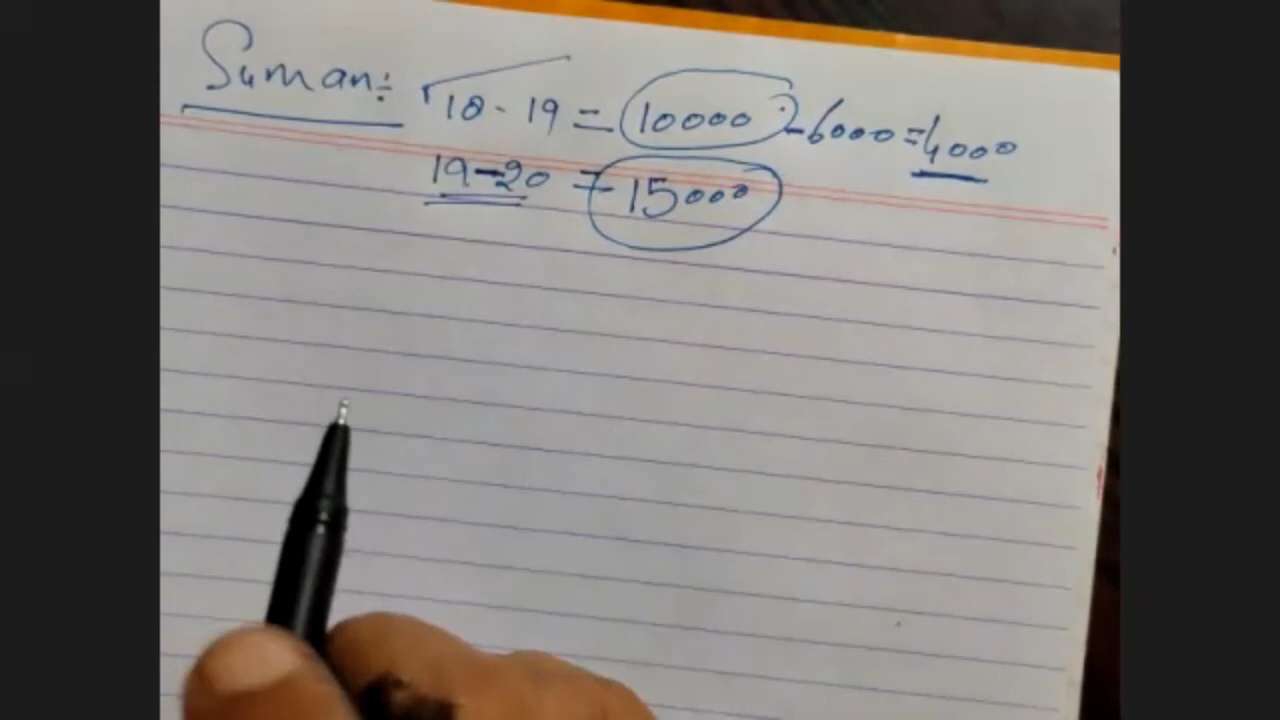 Suman:
18-19 = 10000 - 6000 = 4000
19-20 = 15000